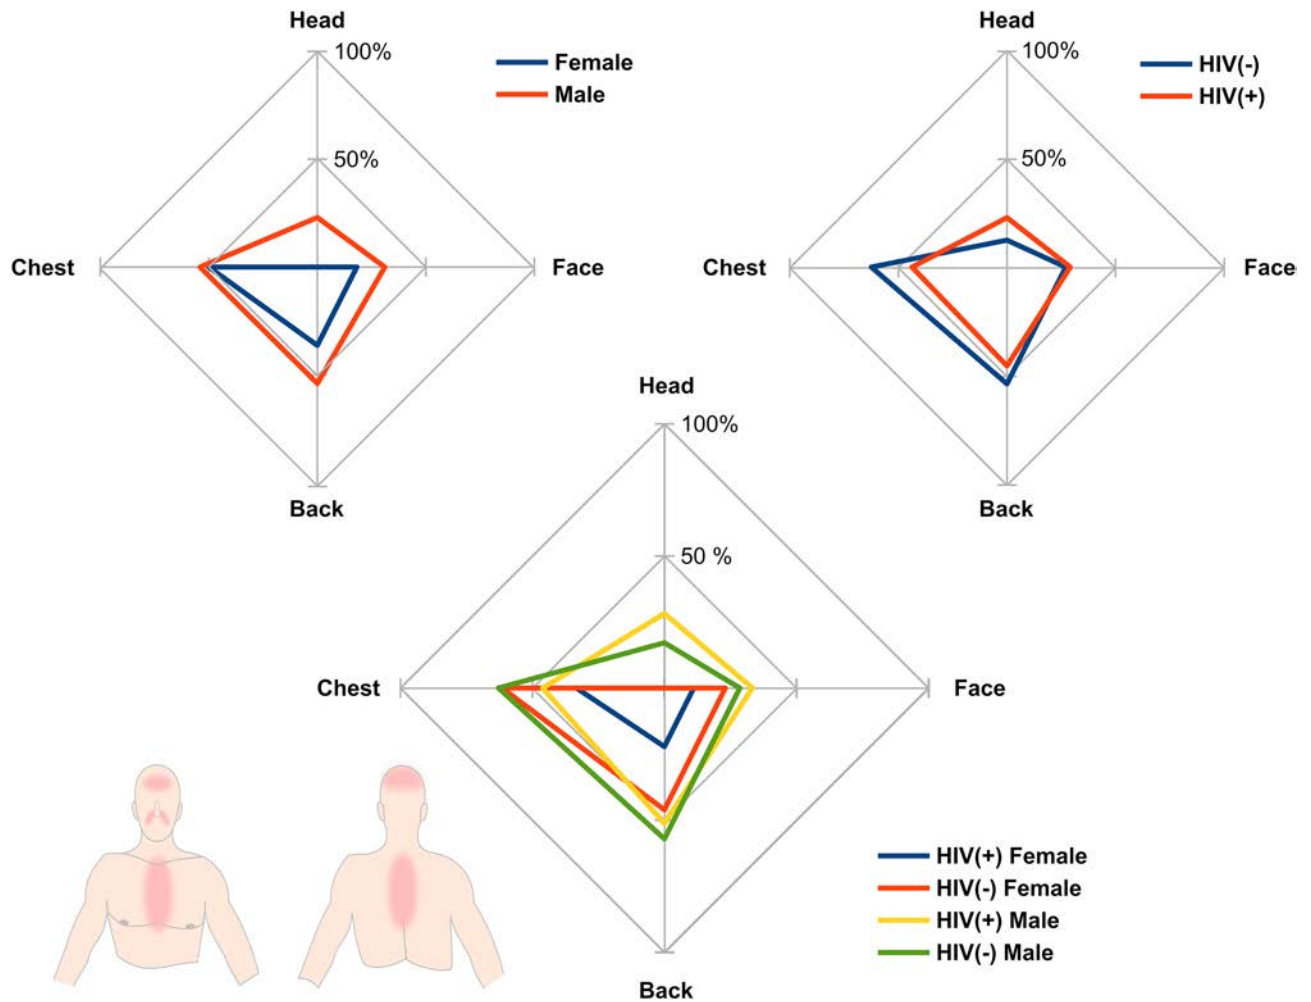 Head
100%
Female
Male
50%
Chest
Face
Back
Head
100%
HIV(-)
HIV(+)
50%
Chest
Face
Back
Head
100%
50 %
Chest
Face
HIV(+) Female
HIV(-) Female
HIV(+) Male
HIV(-) Male
Back